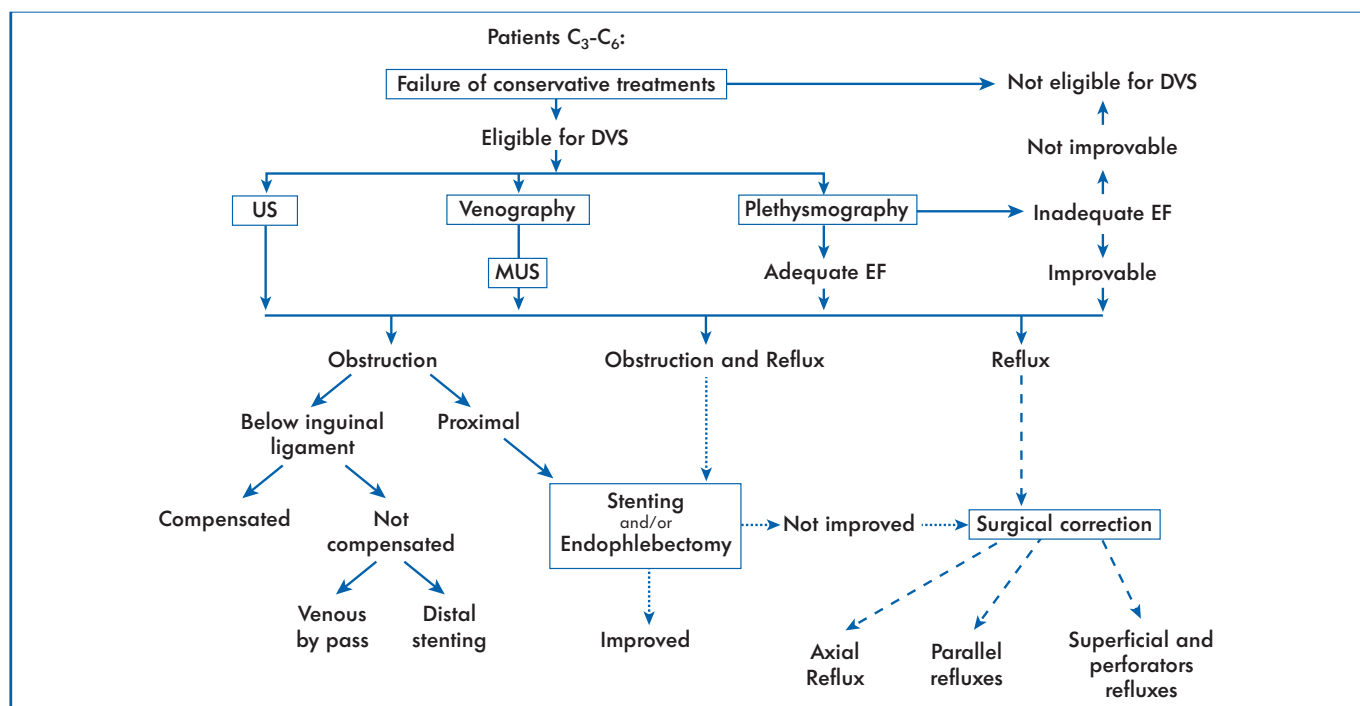 Patients C₃-C₆:
Failure of conservative treatments
Not eligible for DVS
Eligible for DVS
Not improvable
US
Venography
Plethysmography
Inadequate EF
MUS
Adequate EF
Improvable
Obstruction
Obstruction and Reflux
Reflux
Below inguinal
ligament
Proximal
Compensated
Not
compensated
Stenting
and/or
Endophlebectomy
Not improved
Surgical correction
Venous
by pass
Distal
stenting
Improved
Axial
Reflux
Parallel
refluxes
Superficial and
perforators
refluxes